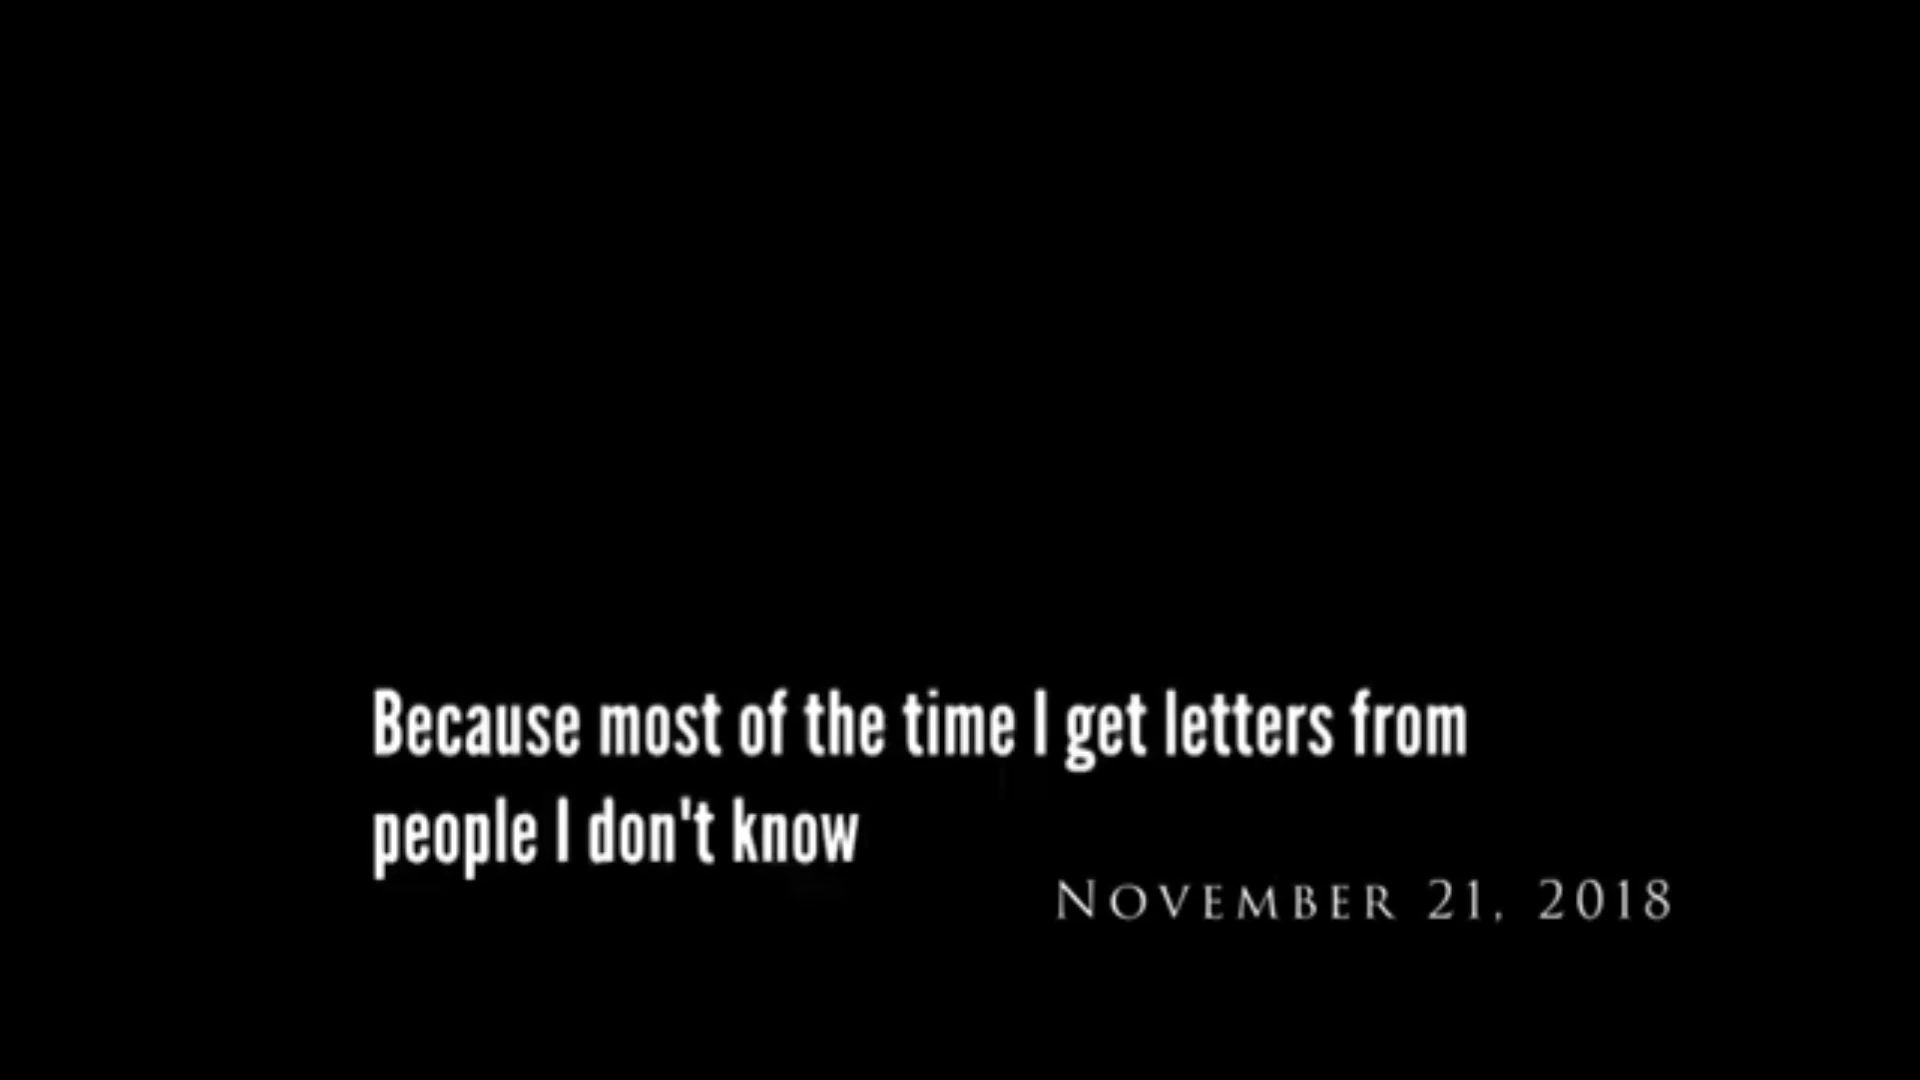 Because most of the time I get letters from
people I don't know
November 21, 2018